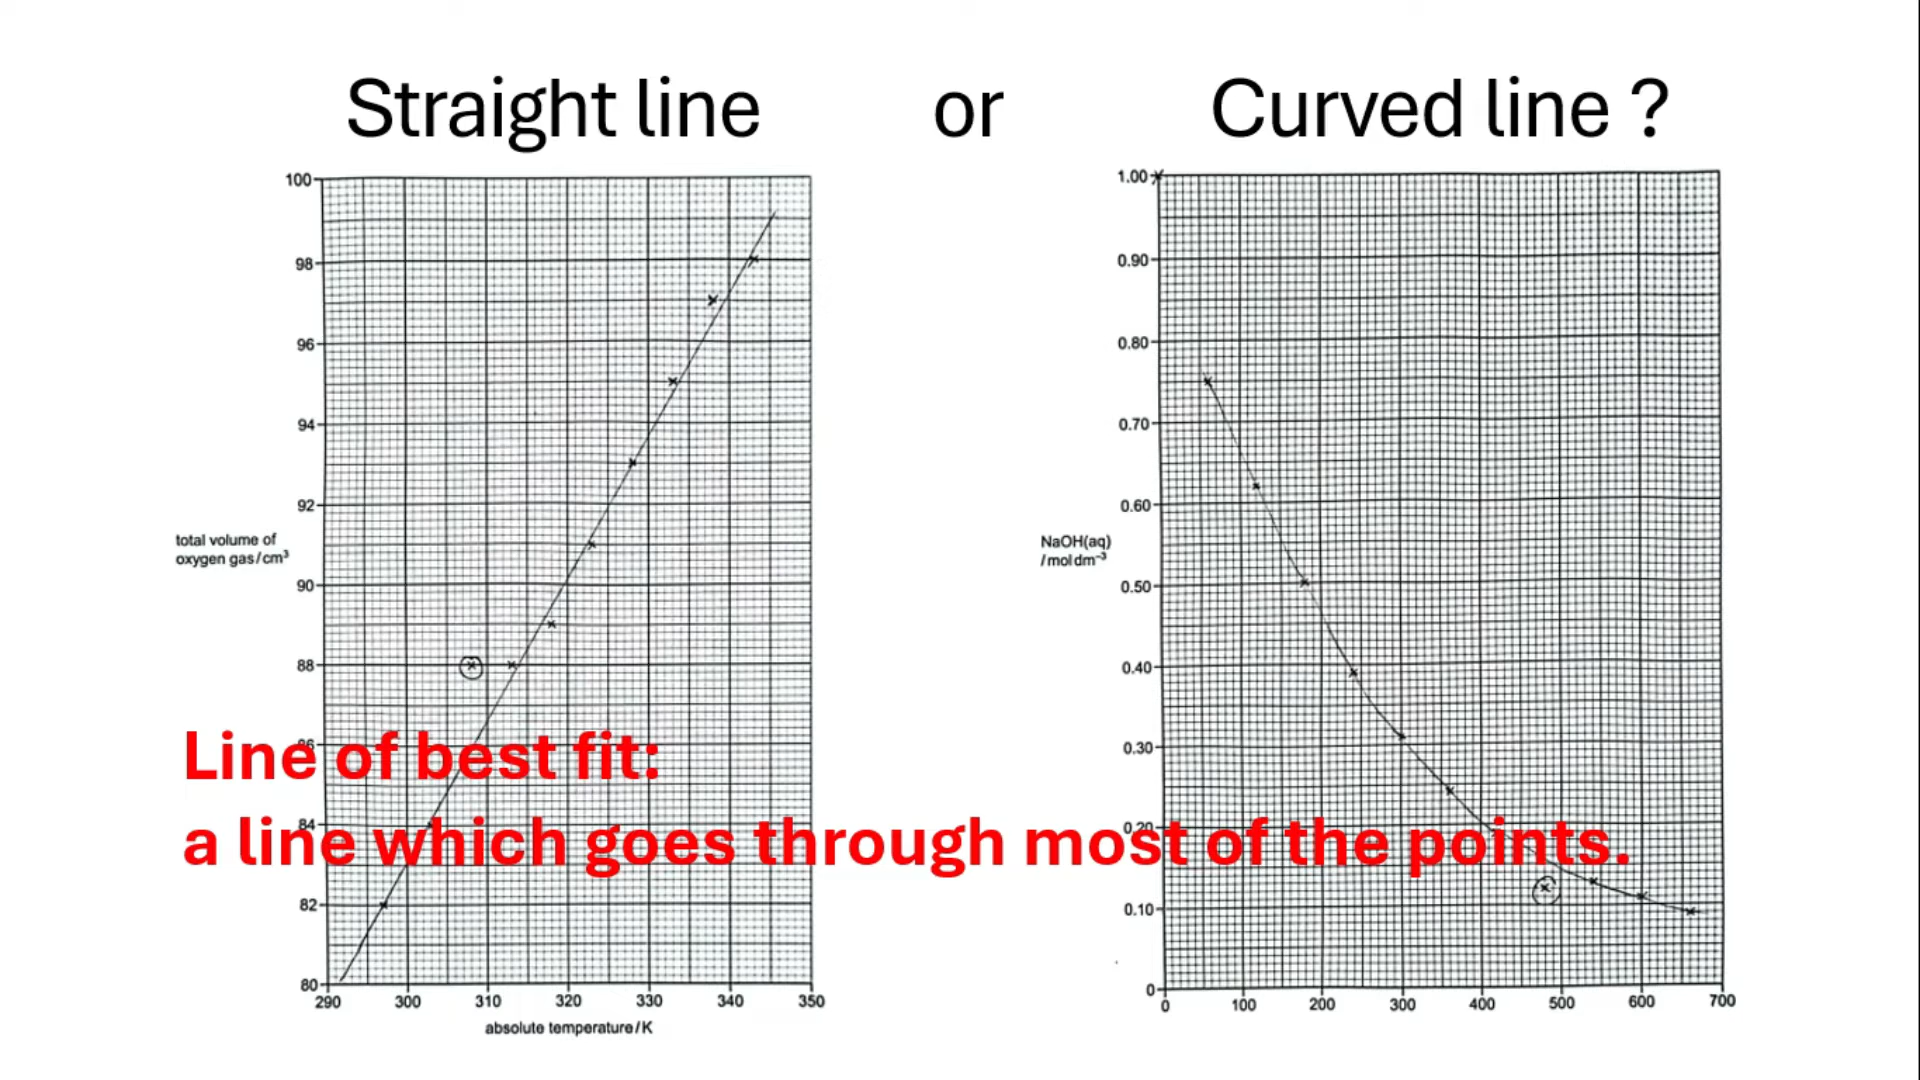 Straight line or Curved line ?
100
98
96
94
92
90
88
86
84
82
80
290 300 310 320 330 340 350
total volume of
oxygen gas/cm³
absolute temperature/K
1.00
0.90
0.80
0.70
0.60
0.50
0.40
0.30
0.20
0.10
0
0 100 200 300 400 500 600 700
NaOH(aq)
/mol dm⁻³
Line of best fit:
a line which goes through most of the points.